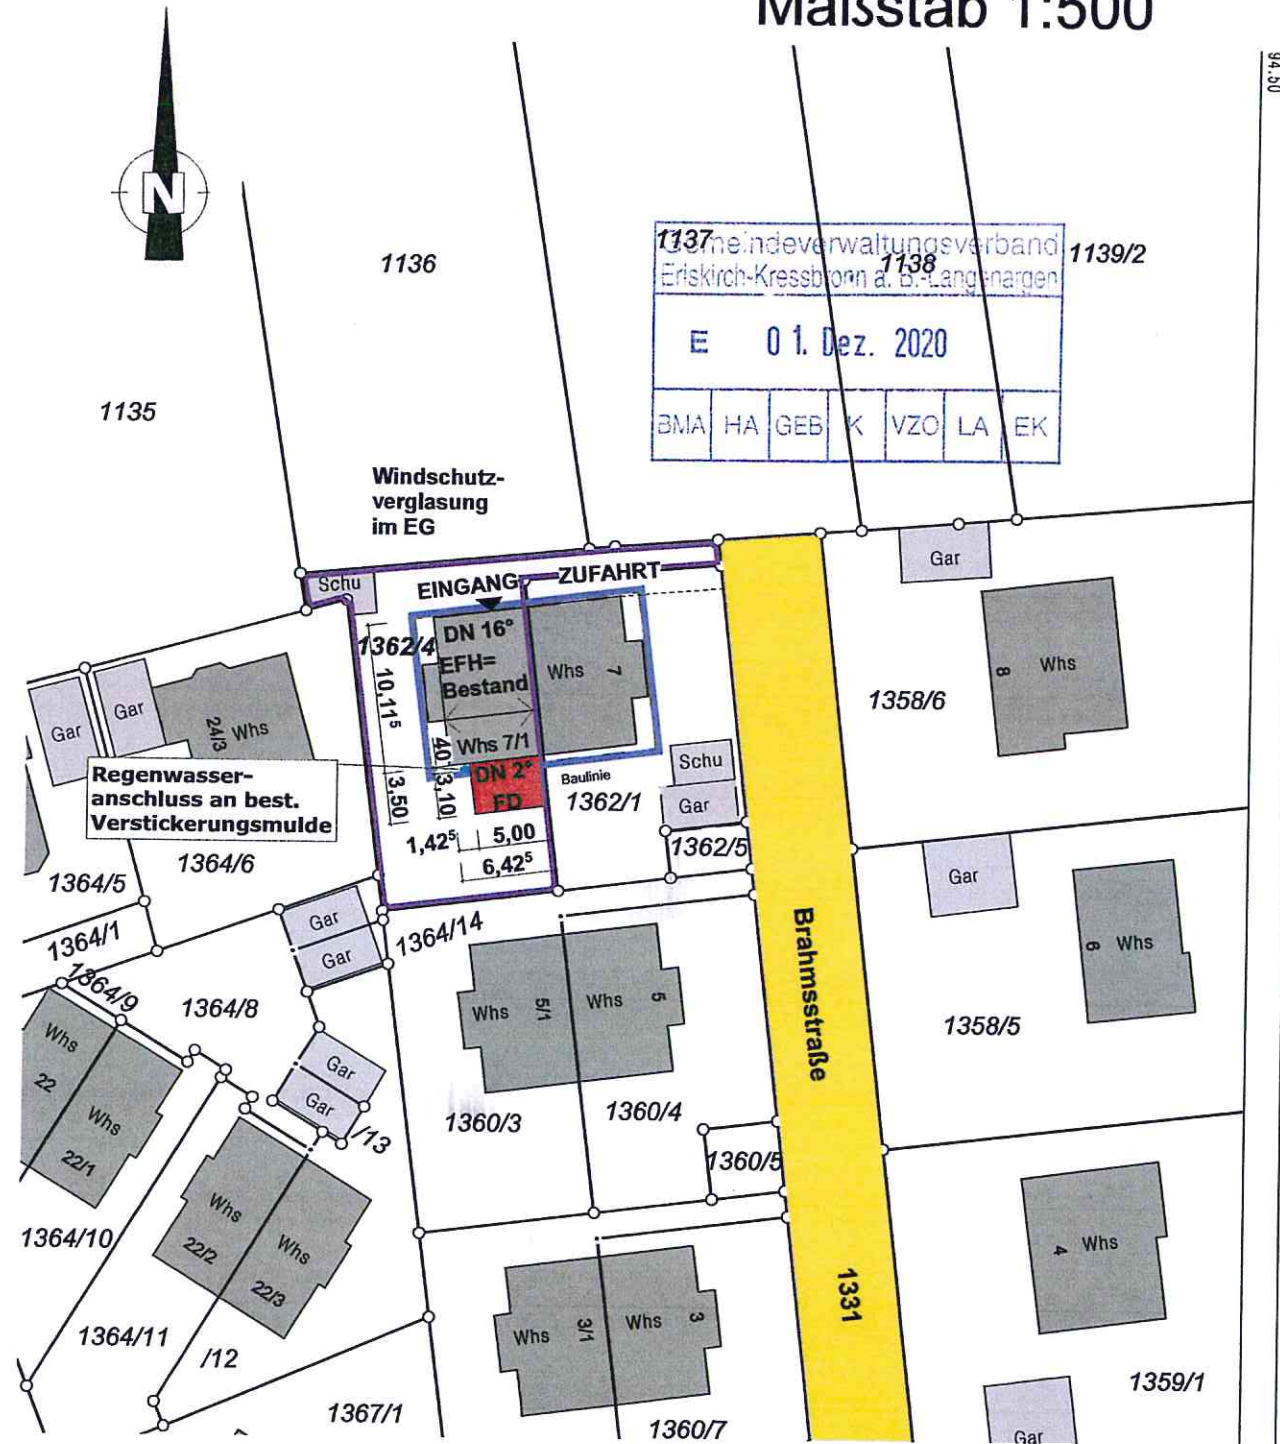 Maßstab 1:500
94.50
N
1136
1137
1138
1139/2
Gemeindeverwaltungsverband
Eriskirch-Kressbronn a. B.-Langenargen
E 01. Dez. 2020
BMA HA GEB K VZO LA EK
1135
Windschutz-
verglasung
im EG
Schu
EINGANG
ZUFAHRT
Gar
1362/4
DN 16°
EFH=
Bestand
Whs 7
Whs 7/1
10,11⁵
40
3,10
3,50
DN 2°
FD
Baulinie
1362/1
Schu
Gar
1362/5
1,42⁵
5,00
6,42⁵
8 Whs
1358/6
Gar
Gar
24/3 Whs
Regenwasser-
anschluss an best.
Verstickerungsmulde
1364/5
1364/6
Gar
1364/1
1364/9
1364/8
Gar
Gar
1364/14
Whs 5/1
Whs 5
Brahmsstraße
6 Whs
1358/5
Whs
22
Whs
22/1
Gar
Gar
/13
1360/3
1360/4
1360/5
1364/10
Whs
22/2
Whs
22/3
4 Whs
1331
1364/11
/12
Whs 3/1
Whs 3
1367/1
1360/7
1359/1
Gar